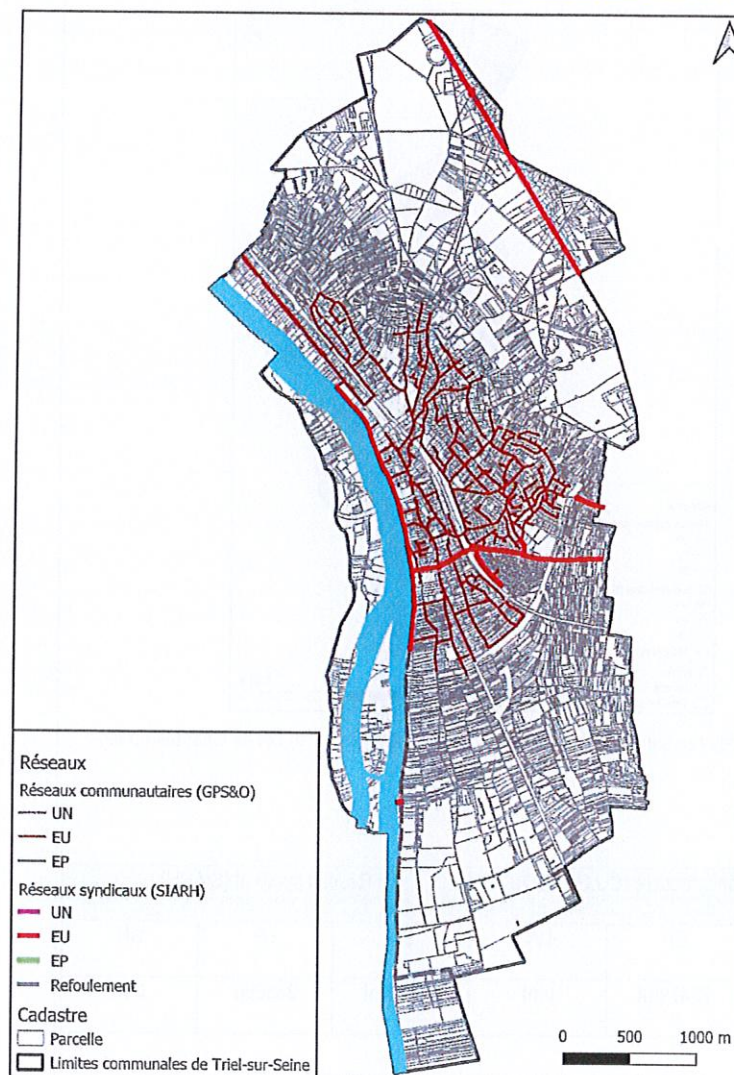 Réseaux
Réseaux communautaires (GPS&O)
UN
EU
EP
Réseaux syndicaux (SIARH)
UN
EU
EP
Refoulement
Cadastre
Parcelle
Limites communales de Triel-sur-Seine
0 500 1000 m